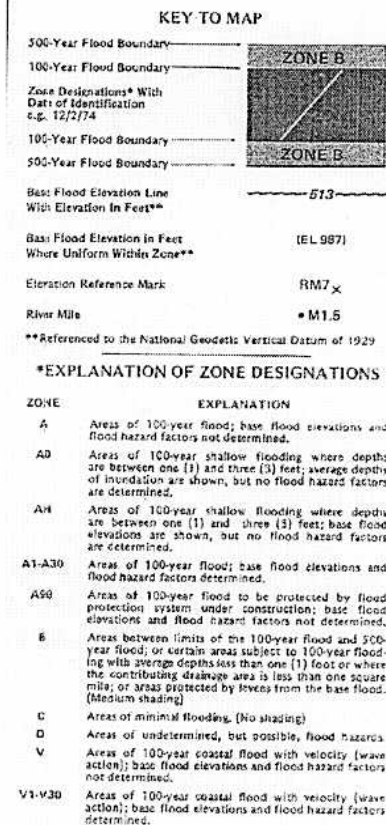 KEY TO MAP
500-Year Flood Boundary
ZONE B
100-Year Flood Boundary
Zone Designations* With
Date of Identification
e.g. 12/2/74
100-Year Flood Boundary
ZONE B
500-Year Flood Boundary
Base Flood Elevation Line
With Elevation In Feet**
513
Base Flood Elevation in Feet
Where Uniform Within Zone**
(EL 987)
Elevation Reference Mark
RM7×
River Mile
• M1.5
**Referenced to the National Geodetic Vertical Datum of 1929
*EXPLANATION OF ZONE DESIGNATIONS
ZONE EXPLANATION
A Areas of 100-year flood; base flood elevations and
flood hazard factors not determined.
A0 Areas of 100-year shallow flooding where depths
are between one (1) and three (3) feet; average depths
of inundation are shown, but no flood hazard factors
are determined.
AH Areas of 100-year shallow flooding where depths
are between one (1) and three (3) feet; base flood
elevations are shown, but no flood hazard factors
are determined.
A1-A30 Areas of 100-year flood; base flood elevations and
flood hazard factors determined.
A99 Areas of 100-year flood to be protected by flood
protection system under construction; base flood
elevations and flood hazard factors not determined.
B Areas between limits of the 100-year flood and 500-
year flood; or certain areas subject to 100-year flood-
ing with average depths less than one (1) foot or where
the contributing drainage area is less than one square
mile; or areas protected by levees from the base flood.
(Medium shading)
C Areas of minimal flooding. (No shading)
D Areas of undetermined, but possible, flood hazards.
V Areas of 100-year coastal flood with velocity (wave
action); base flood elevations and flood hazard factors
not determined.
V1-V30 Areas of 100-year coastal flood with velocity (wave
action); base flood elevations and flood hazard factors
determined.